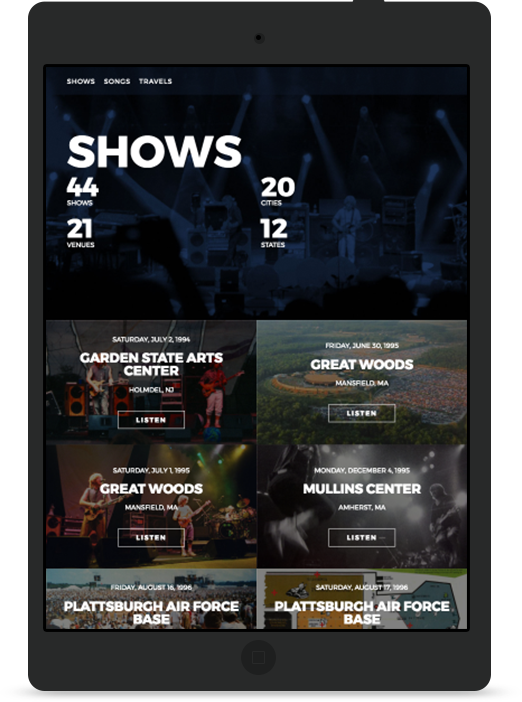 SHOWS SONGS TRAVELS
SHOWS
44 20
SHOWS CITIES
21 12
VENUES STATES
SATURDAY, JULY 2, 1994
GARDEN STATE ARTS
CENTER
HOLMDEL, NJ
LISTEN
FRIDAY, JUNE 30, 1995
GREAT WOODS
MANSFIELD, MA
LISTEN
SATURDAY, JULY 1, 1995
GREAT WOODS
MANSFIELD, MA
LISTEN
MONDAY, DECEMBER 4, 1995
MULLINS CENTER
AMHERST, MA
LISTEN
FRIDAY, AUGUST 16, 1996
PLATTSBURGH AIR FORCE
BASE
SATURDAY, AUGUST 17, 1996
PLATTSBURGH AIR FORCE
BASE